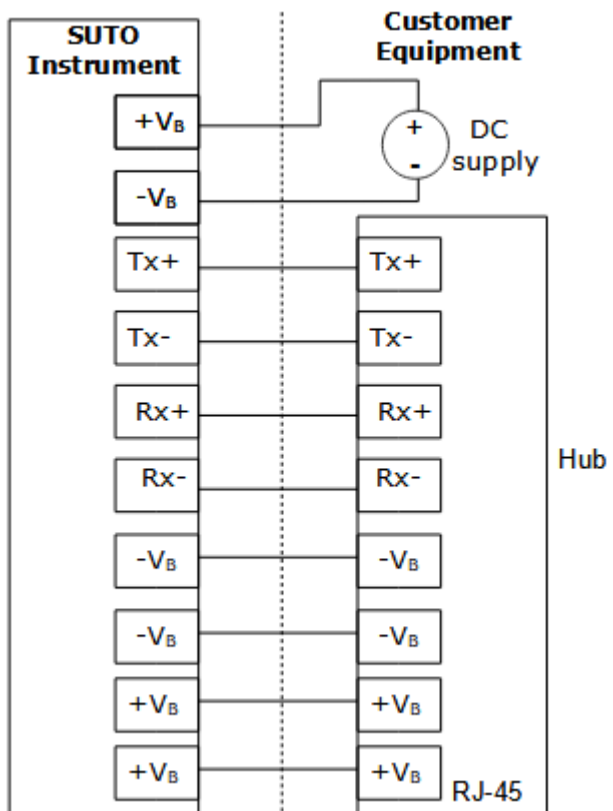 SUTO
Instrument
Customer
Equipment
+VB
-VB
+
-
DC
supply
Tx+ Tx+
Tx- Tx-
Rx+ Rx+
Rx- Rx-
-VB -VB
-VB -VB
+VB +VB
+VB +VB
Hub
RJ-45